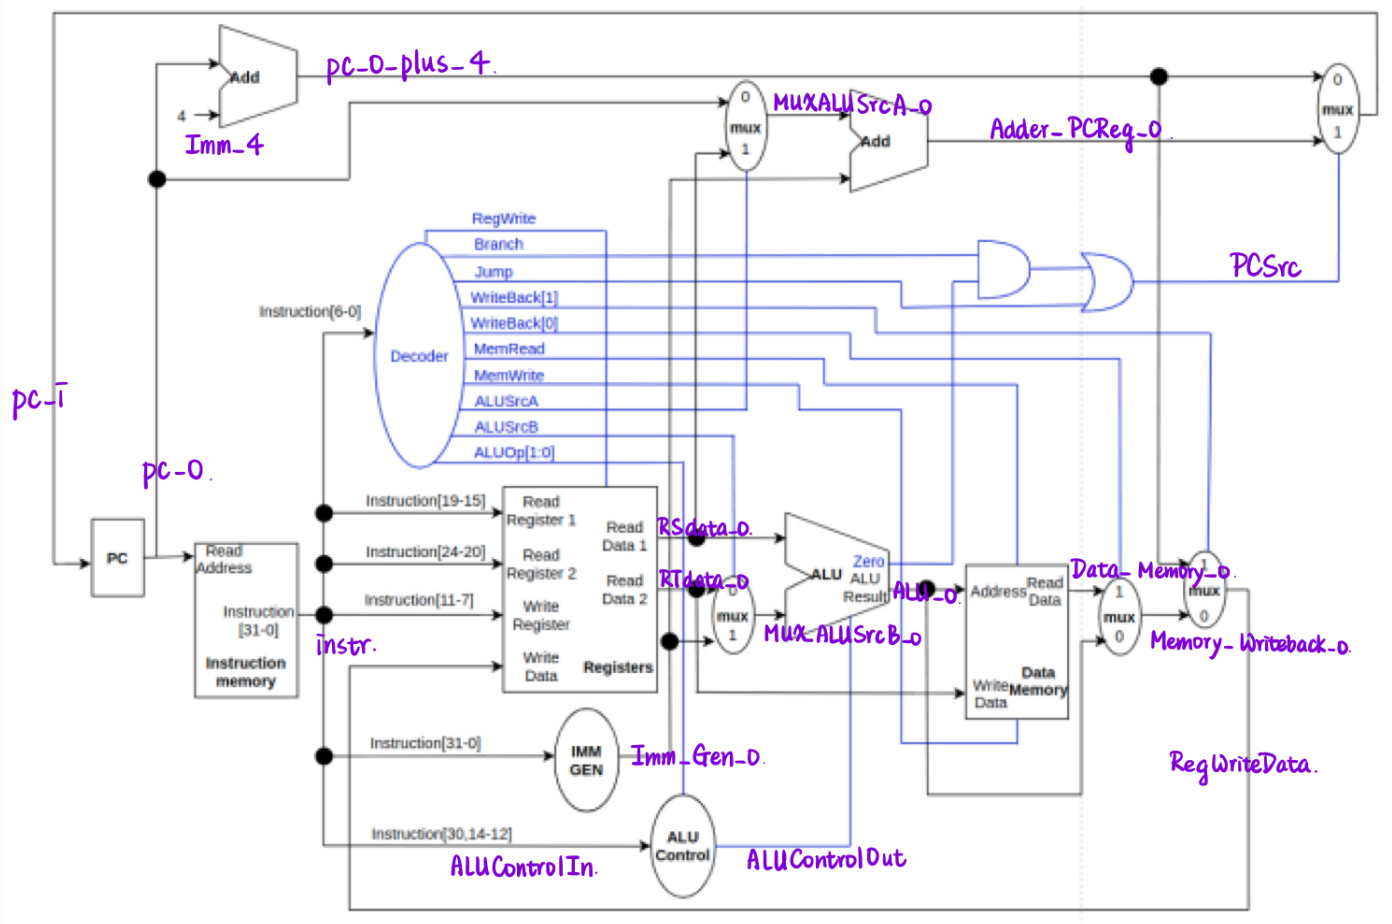 pc_o_plus_4.
Add
4
Imm_4
0
mux
1
MUXALUSrcA_o
Add
Adder_PCReg_o.
0
mux
1
RegWrite
Branch
Jump
WriteBack[1]
WriteBack[0]
MemRead
MemWrite
ALUSrcA
ALUSrcB
ALUOp[1:0]
PCSrc
Instruction[6-0]
Decoder
pc_i
pc_o.
PC
Read
Address
Instruction
[31-0]
Instruction
memory
instr.
Instruction[19-15]
Instruction[24-20]
Instruction[11-7]
Read
Register 1
Read
Register 2
Write
Register
Write
Data
Read
Data 1
Read
Data 2
Registers
RSdata_o.
RTdata_o
0
mux
1
MUXALUSrcB_o
ALU
Zero
ALU
Result
ALU_o.
Address
Read
Data
Write
Data
Data
Memory
Data_Memory_o.
1
mux
0
1
mux
0
Memory_Writeback_o.
Instruction[31-0]
IMM
GEN
Imm_Gen_o.
RegWriteData.
Instruction[30,14-12]
ALUControlIn.
ALU
Control
ALUControlOut